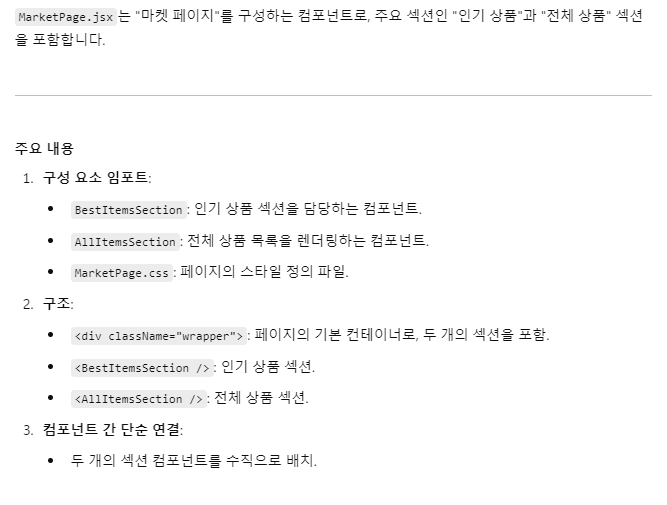 MarketPage.jsx 는 "마켓 페이지"를 구성하는 컴포넌트로, 주요 섹션인 "인기 상품"과 "전체 상품" 섹션
을 포함합니다.
주요 내용
1. 구성 요소 임포트:
• BestItemsSection : 인기 상품 섹션을 담당하는 컴포넌트.
• AllItemsSection : 전체 상품 목록을 렌더링하는 컴포넌트.
• MarketPage.css : 페이지의 스타일 정의 파일.
2. 구조:
• <div className="wrapper"> : 페이지의 기본 컨테이너로, 두 개의 섹션을 포함.
• <BestItemsSection /> : 인기 상품 섹션.
• <AllItemsSection /> : 전체 상품 섹션.
3. 컴포넌트 간 단순 연결:
• 두 개의 섹션 컴포넌트를 수직으로 배치.